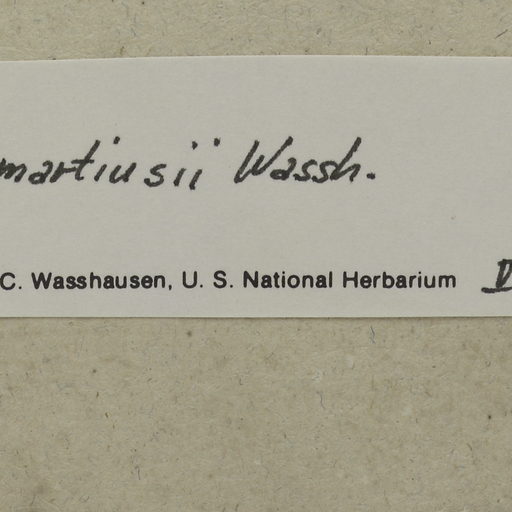 martiusii Wassh.
C. Wasshausen, U. S. National Herbarium